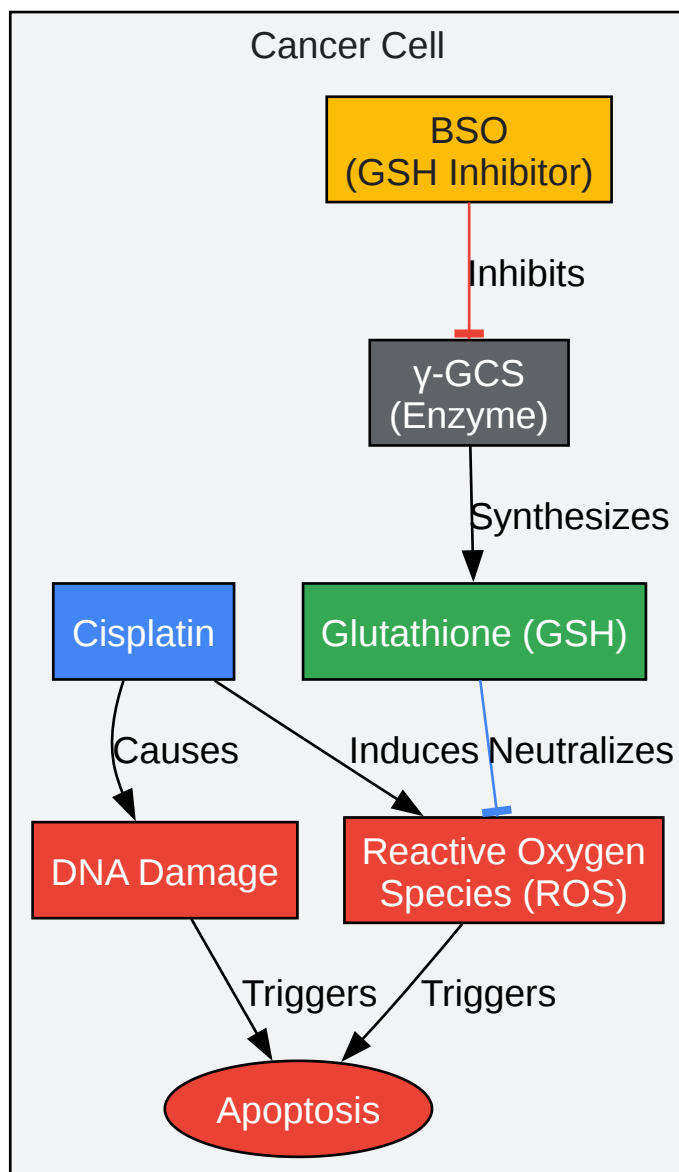 Cancer Cell
BSO
(GSH Inhibitor)
Inhibits
γ-GCS
(Enzyme)
Synthesizes
Cisplatin
Glutathione (GSH)
Causes
Induces
Neutralizes
DNA Damage
Reactive Oxygen
Species (ROS)
Triggers
Triggers
Apoptosis